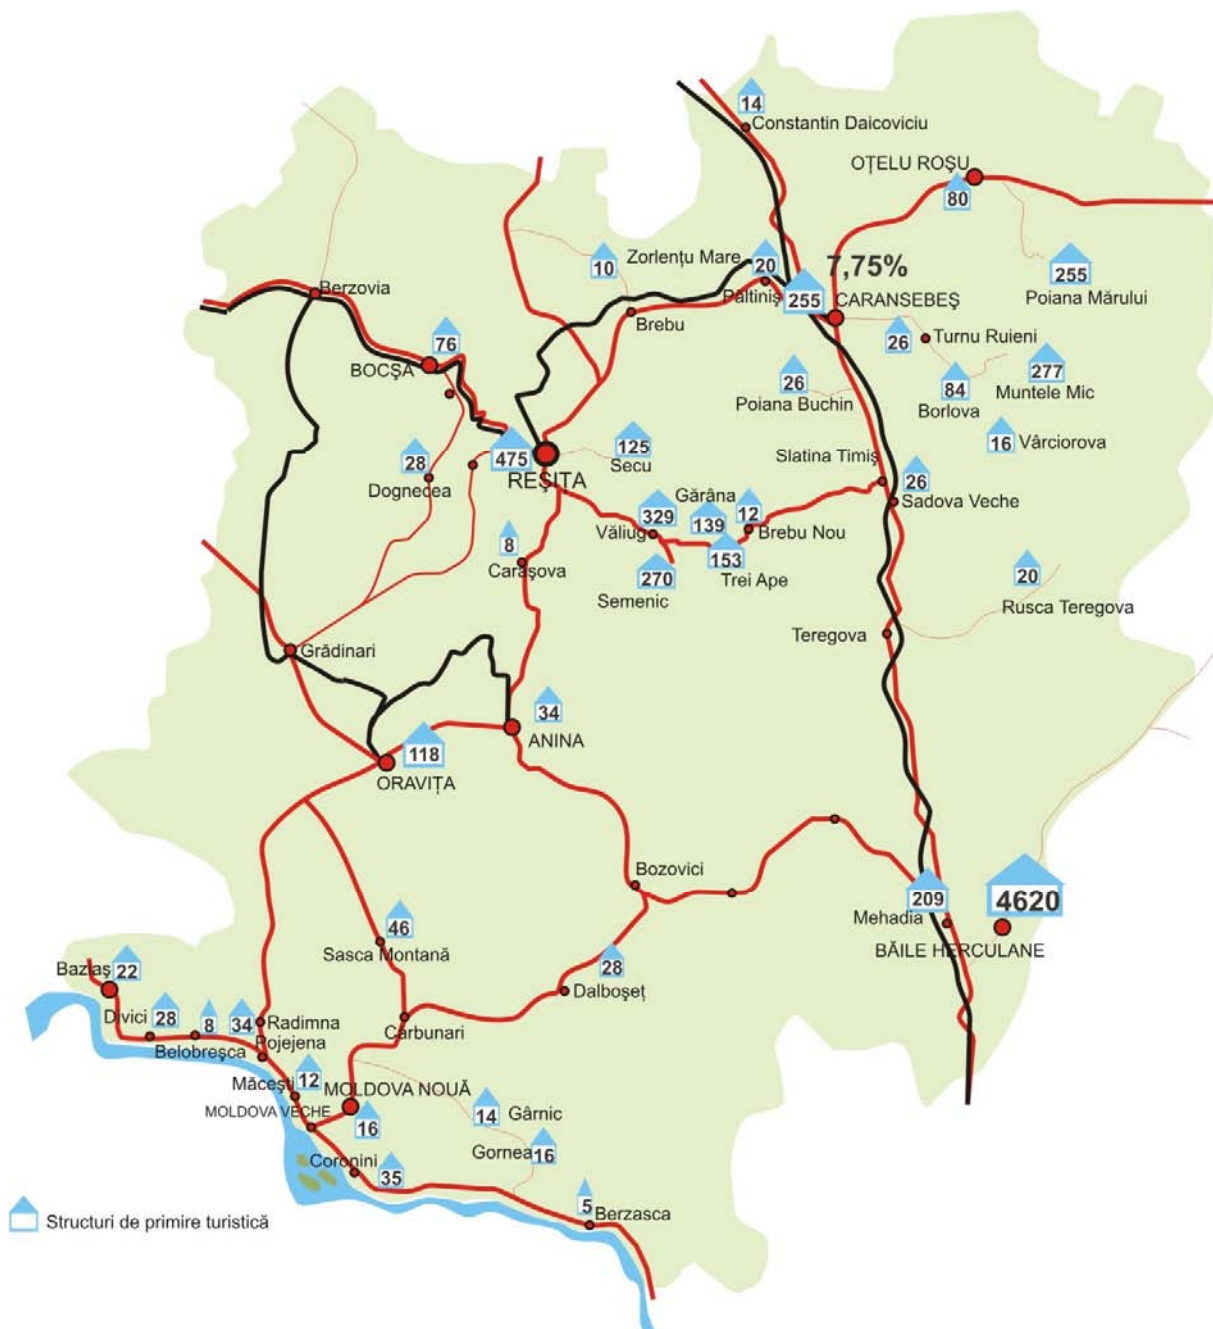 14
Constantin Daicoviciu
OȚELU ROȘU
80
Zorlențu Mare
10
20
7,75%
255
Poiana Mărului
Berzovia
Păltiniș
255
CARANSEBEȘ
Brebu
76
BOCȘA
26
Turnu Ruieni
277
Muntele Mic
26
Poiana Buchin
84
Borlova
16
Vârciorova
475
REȘIȚA
125
Secu
Slatina Timiș
28
Dognecea
26
Sadova Veche
Gărâna
329
139
12
Văliug
Brebu Nou
8
Carașova
153
Trei Ape
270
Semenic
20
Rusca Teregova
Teregova
Grădinari
34
ANINA
118
ORAVIȚA
Bozovici
209
4620
Mehadia
BĂILE HERCULANE
46
Sasca Montană
Baziaș
22
28
Dalboșeț
Divici
28
8
34
Radimna
Cărbunari
Belobreșca
Pojejena
Măcești
12
MOLDOVA NOUĂ
MOLDOVA VECHE
16
14
Gârnic
Gornea
16
Coronini
35
5
Berzasca
Structuri de primire turistică